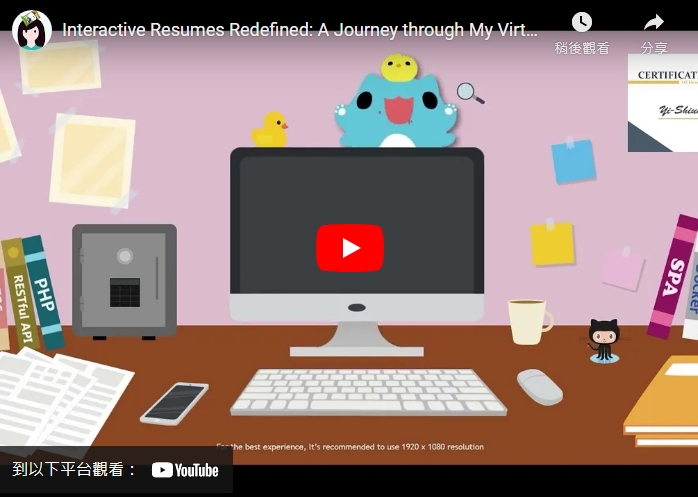 Interactive Resumes Redefined: A Journey through My Virt...
稍後觀看
分享
CERTIFICAT
Yi-Shiu
RESTful API
PHP
SPA
Docker
For the best experience, It's recommended to use 1920 x 1080 resolution
到以下平台觀看：
YouTube